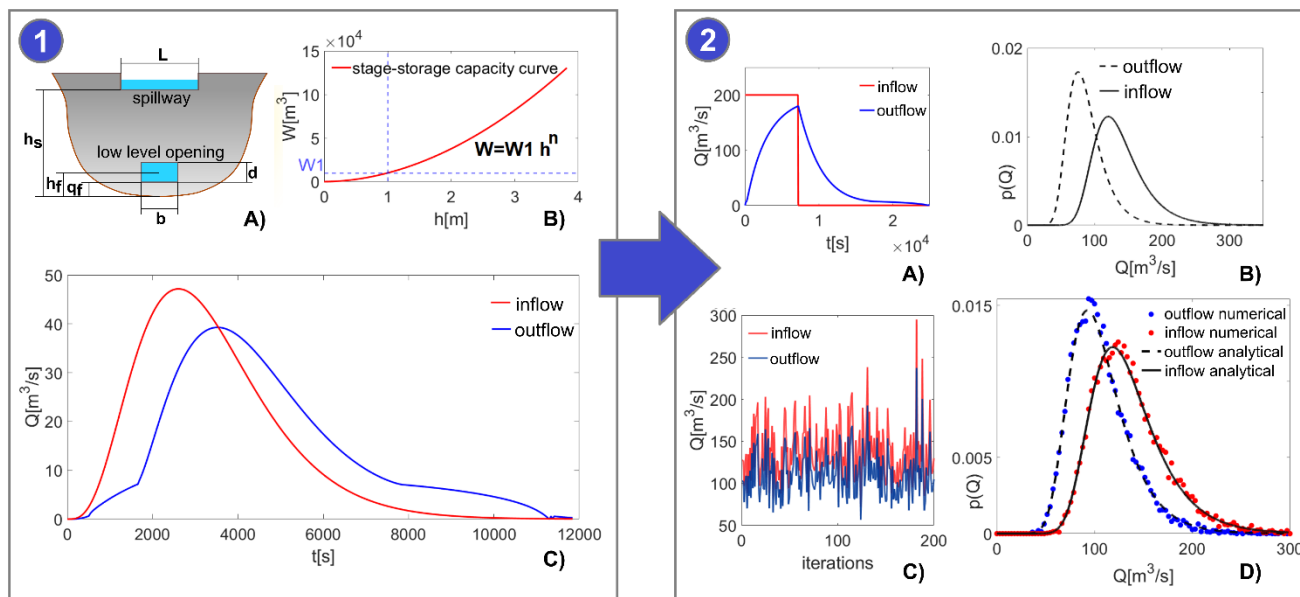 1
L
spillway
hs
low level opening
d
hf
qf
b
A)
×10^4
15
10
5
0
W[m^3]
stage-storage capacity curve
W1
W=W1 h^n
0 1 2 3 4
h[m]
B)
50
40
30
20
10
0
Q[m^3/s]
inflow
outflow
0 2000 4000 6000 8000 10000 12000
t[s]
C)
2
200
100
0
Q[m^3/s]
inflow
outflow
0 1 2
t[s]
×10^4
A)
0.02
0.01
0
p(Q)
outflow
inflow
0 100 200 300
Q[m^3/s]
B)
300
250
200
150
100
50
Q[m^3/s]
inflow
outflow
0 100 200
iterations
C)
0.015
0.005
0
p(Q)
outflow numerical
inflow numerical
outflow analytical
inflow analytical
0 100 200 300
Q[m^3/s]
D)